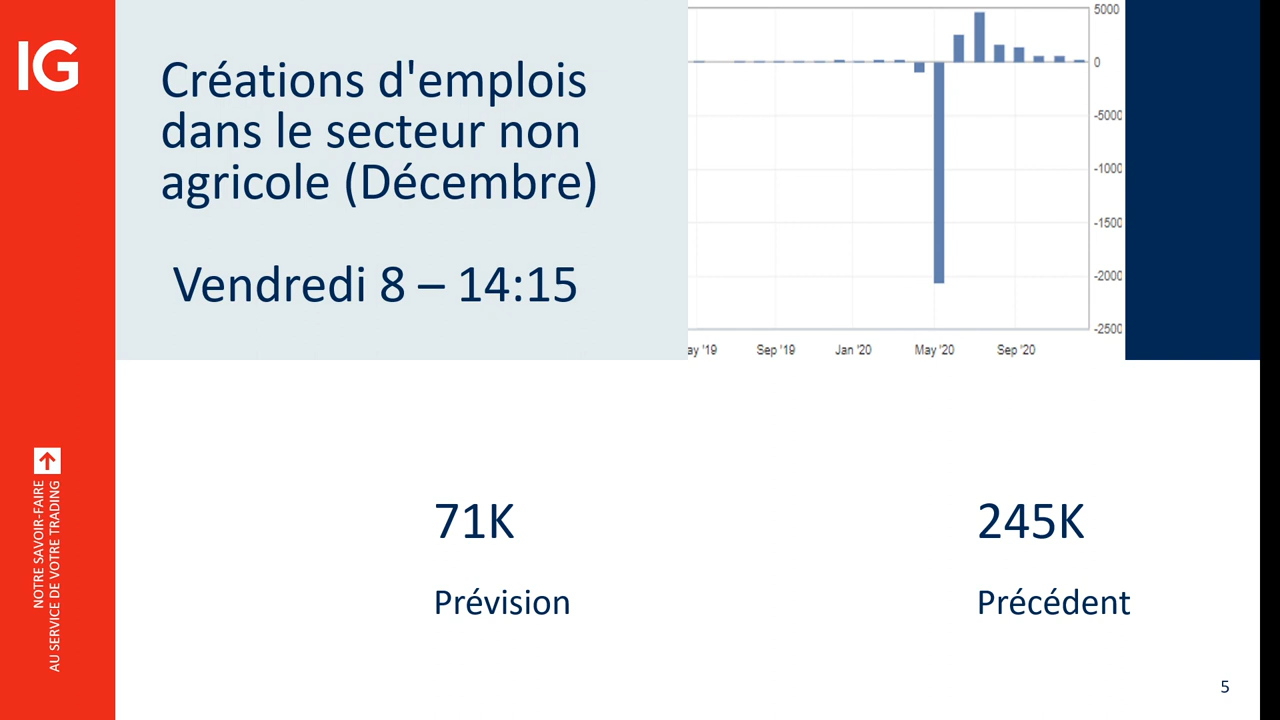 IG
Créations d'emplois
dans le secteur non
agricole (Décembre)
Vendredi 8 – 14:15
5000
0
-5000
-1000
-1500
-2000
-2500
ay '19
Sep '19
Jan '20
May '20
Sep '20
NOTRE SAVOIR-FAIRE
AU SERVICE DE VOTRE TRADING
71K
245K
Prévision
Précédent
5